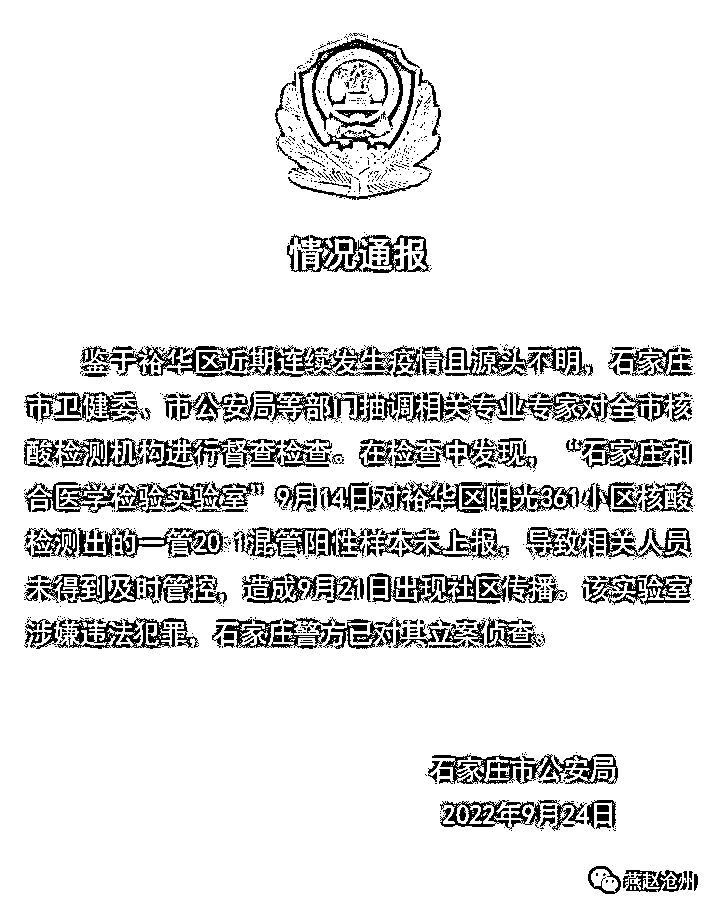 情况通报
鉴于裕华区近期连续发生疫情且源头不明，石家庄
市卫健委、市公安局等部门抽调相关专业专家对全市核
酸检测机构进行督查检查。在检查中发现，“石家庄和
合医学检验实验室”9月14日对裕华区阳光361小区核酸
检测出的一管20:1混管阳性样本未上报，导致相关人员
未得到及时管控，造成9月21日出现社区传播。该实验室
涉嫌违法犯罪，石家庄警方已对其立案侦查。
石家庄市公安局
2022年9月24日
燕赵沧州